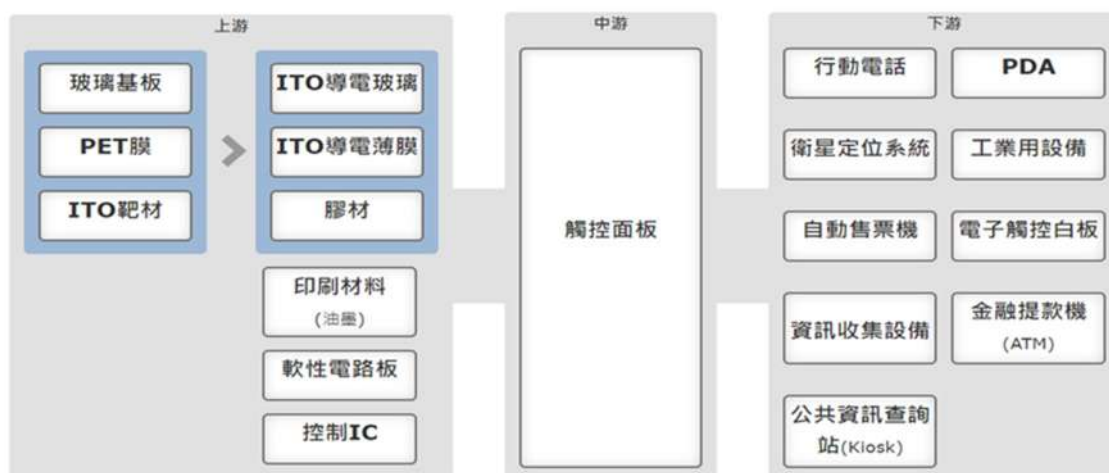 上游
玻璃基板
PET膜
ITO靶材
ITO導電玻璃
ITO導電薄膜
膠材
印刷材料
(油墨)
軟性電路板
控制IC
中游
觸控面板
下游
行動電話
PDA
衛星定位系統
工業用設備
自動售票機
電子觸控白板
資訊收集設備
金融提款機
(ATM)
公共資訊查詢
站(Kiosk)